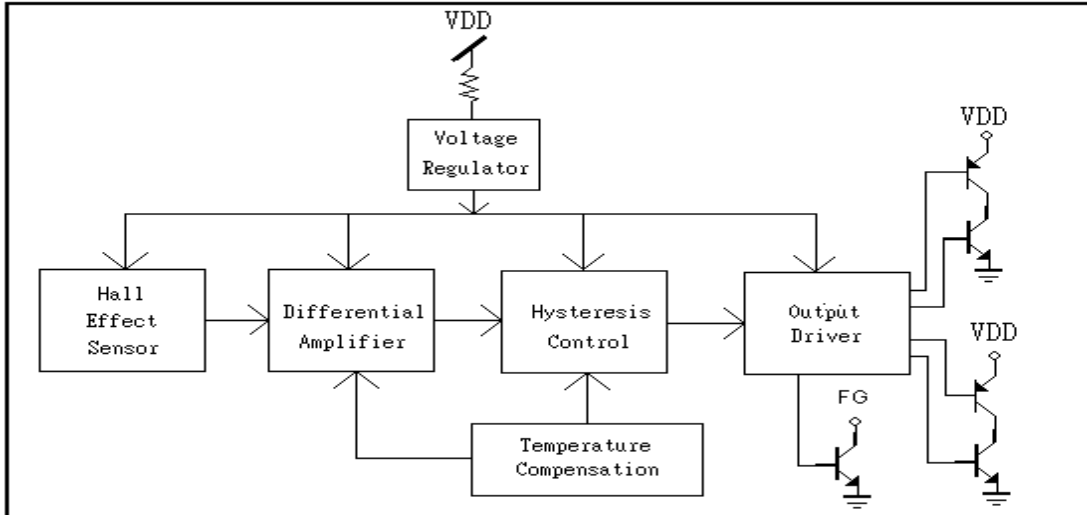 VDD
Voltage
Regulator
VDD
Hall
Effect
Sensor
Differential
Amplifier
Hysteresis
Control
Output
Driver
VDD
FG
Temperature
Compensation